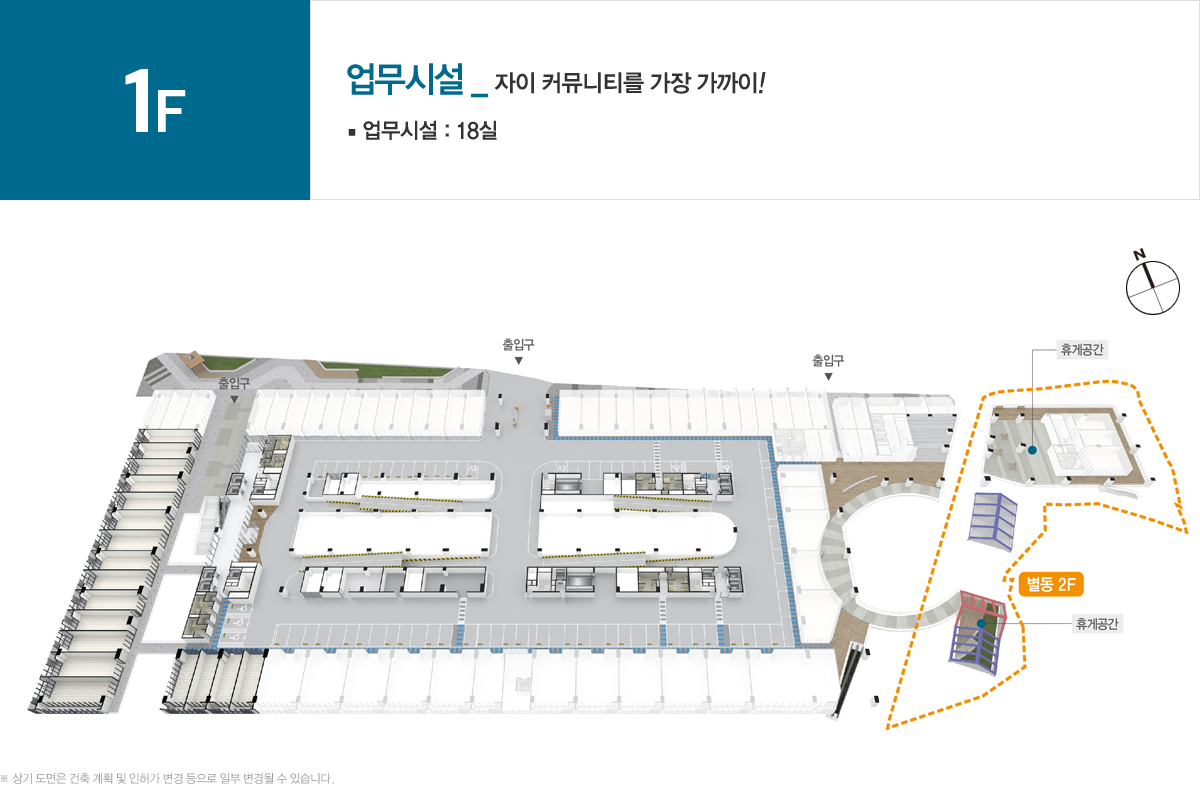 1F
업무시설 _ 자이 커뮤니티를 가장 가까이!
▪ 업무시설 : 18실
N
출입구
출입구
출입구
휴게공간
별동 2F
휴게공간
※ 상기 도면은 건축 계획 및 인허가 변경 등으로 일부 변경될 수 있습니다.